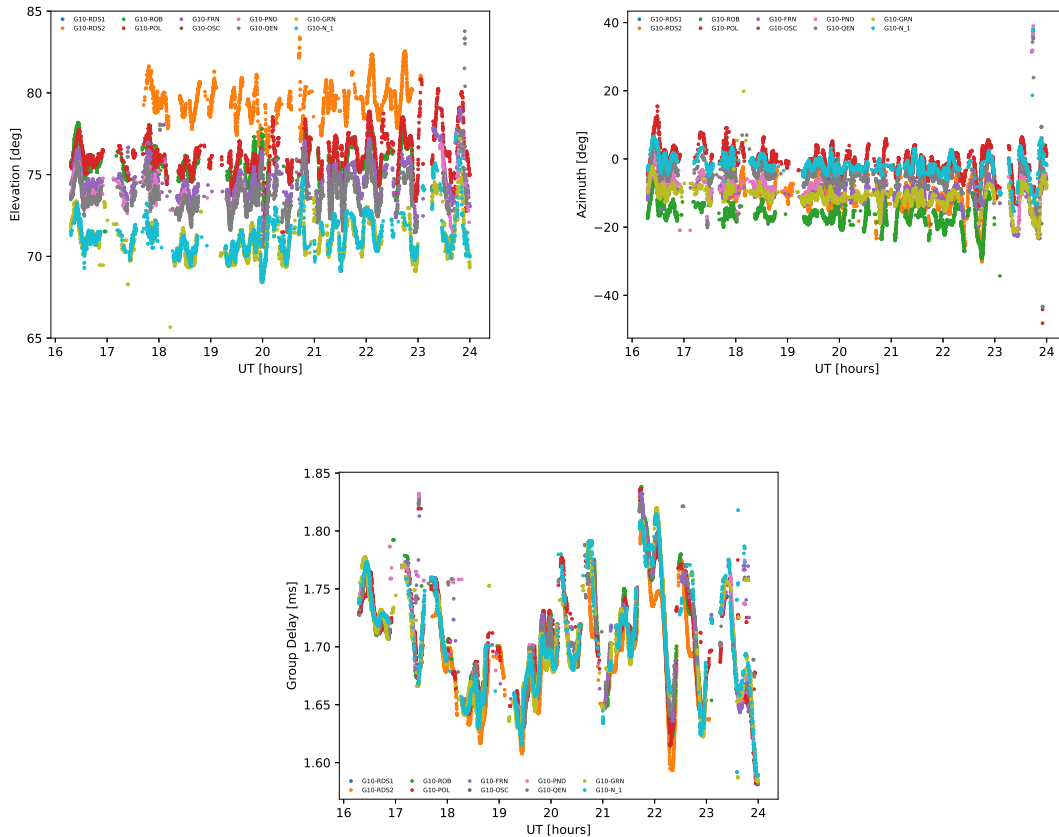 G10-RDS1 G10-ROB G10-FRN G10-PND G10-GRN
G10-RDS2 G10-POL G10-OSC G10-QEN G10-N_1
85
80
75
70
65
Elevation [deg]
16 17 18 19 20 21 22 23 24
UT [hours]
G10-RDS1 G10-ROB G10-FRN G10-PND G10-GRN
G10-RDS2 G10-POL G10-OSC G10-QEN G10-N_1
40
20
0
−20
−40
Azimuth [deg]
16 17 18 19 20 21 22 23 24
UT [hours]
1.85
1.80
1.75
1.70
1.65
1.60
Group Delay [ms]
G10-RDS1 G10-ROB G10-FRN G10-PND G10-GRN
G10-RDS2 G10-POL G10-OSC G10-QEN G10-N_1
16 17 18 19 20 21 22 23 24
UT [hours]